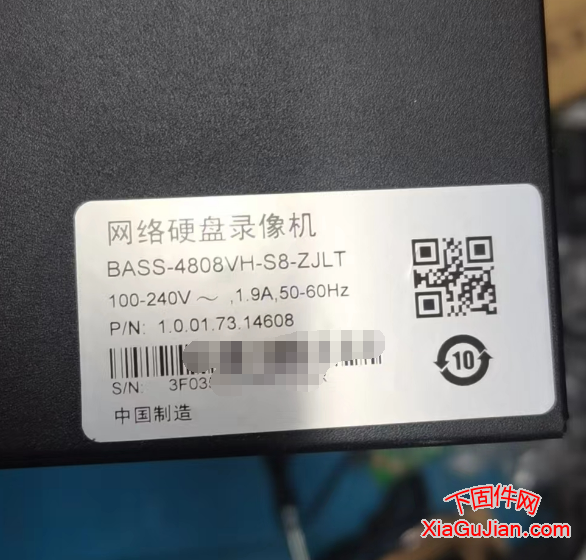 网络硬盘录像机
BASS-4808VH-S8-ZJLT
100-240V ～ ,1.9A,50-60Hz
P/N: 1.0.01.73.14608
S/N: 3F03
中国制造
10
下固件网
XiaGuJian.com